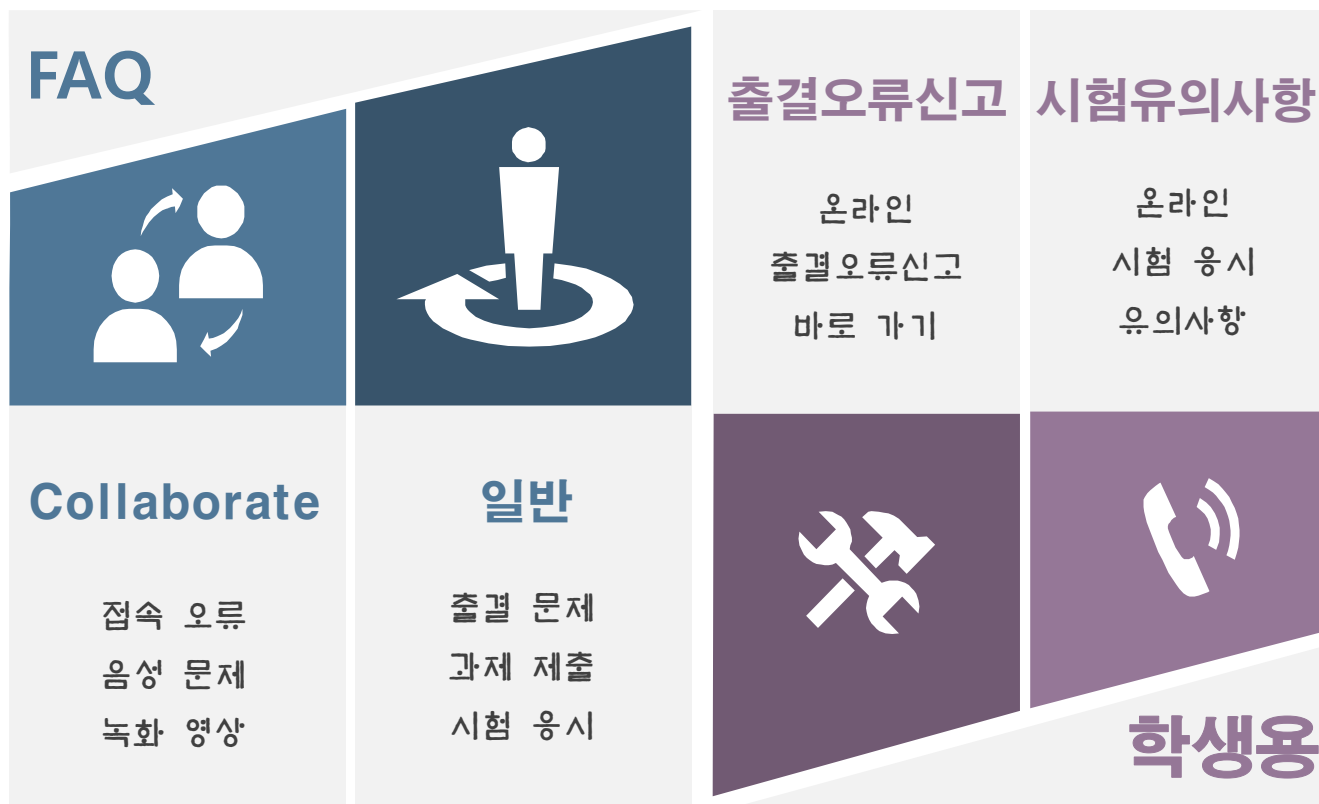 FAQ
Collaborate
접속 오류
음성 문제
녹화 영상
일반
출결 문제
과제 제출
시험 응시
출결오류신고
온라인
출결오류신고
바로 가기
시험유의사항
온라인
시험 응시
유의사항
학생용